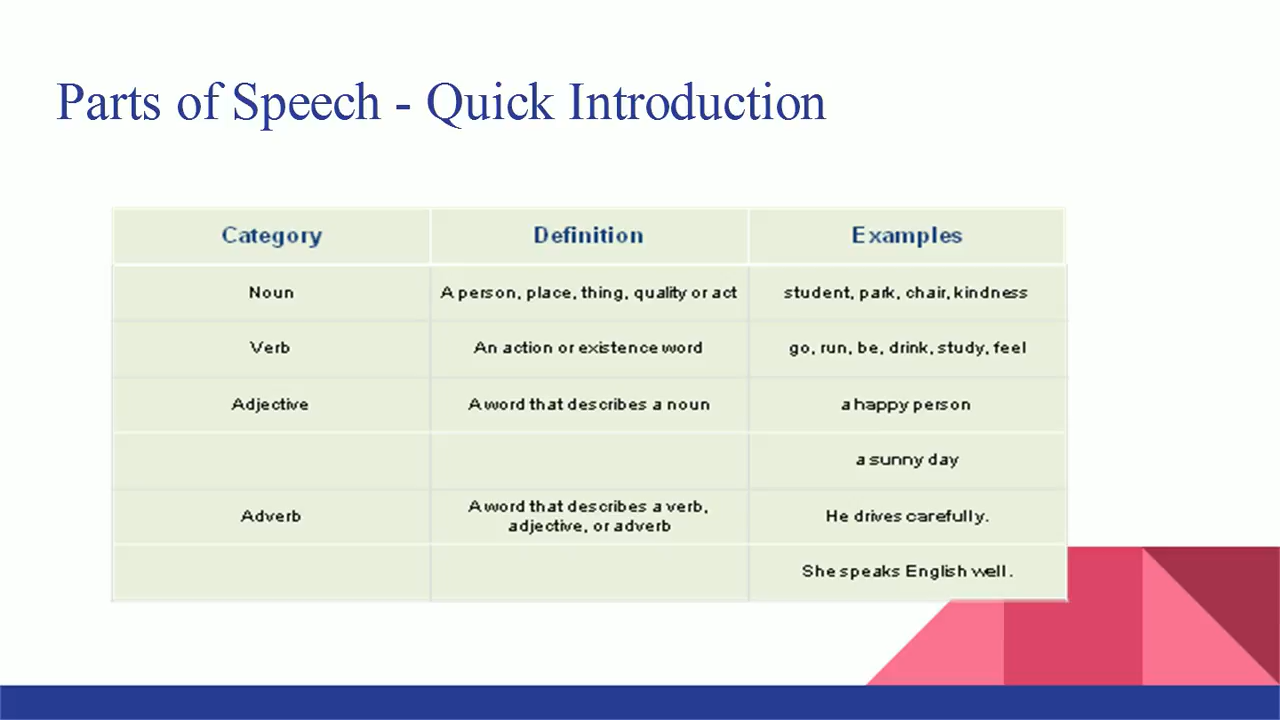 Parts of Speech - Quick Introduction
Category Definition Examples
Noun A person, place, thing, quality or act student, park, chair, kindness
Verb An action or existence word go, run, be, drink, study, feel
Adjective A word that describes a noun a happy person
a sunny day
Adverb A word that describes a verb, adjective, or adverb He drives carefully.
She speaks English well.